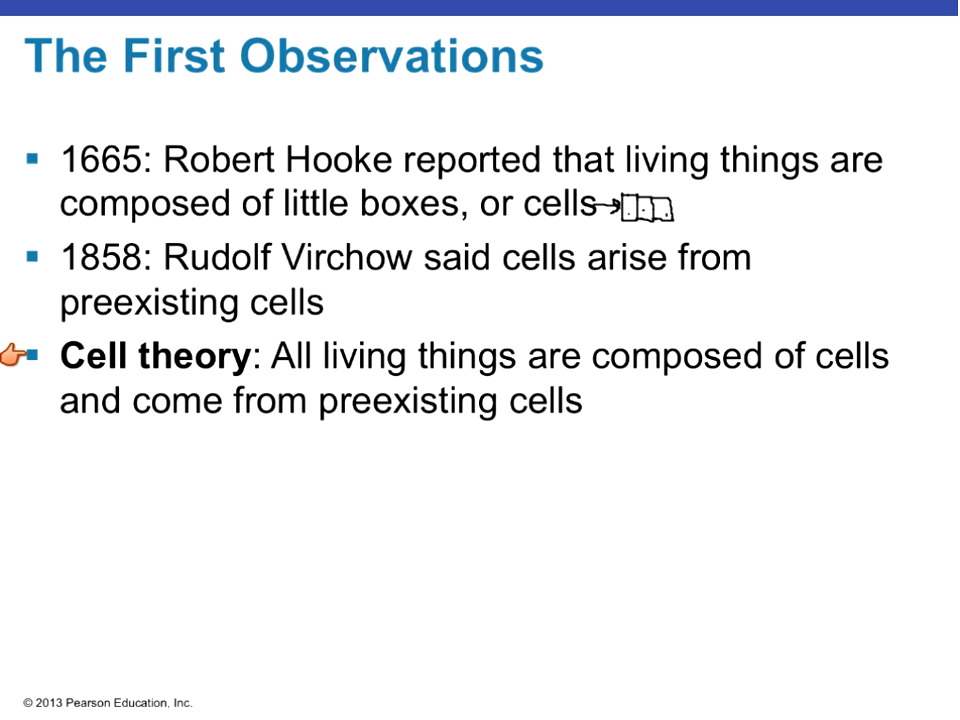 The First Observations
1665: Robert Hooke reported that living things are
composed of little boxes, or cells
1858: Rudolf Virchow said cells arise from
preexisting cells
Cell theory: All living things are composed of cells
and come from preexisting cells
© 2013 Pearson Education, Inc.